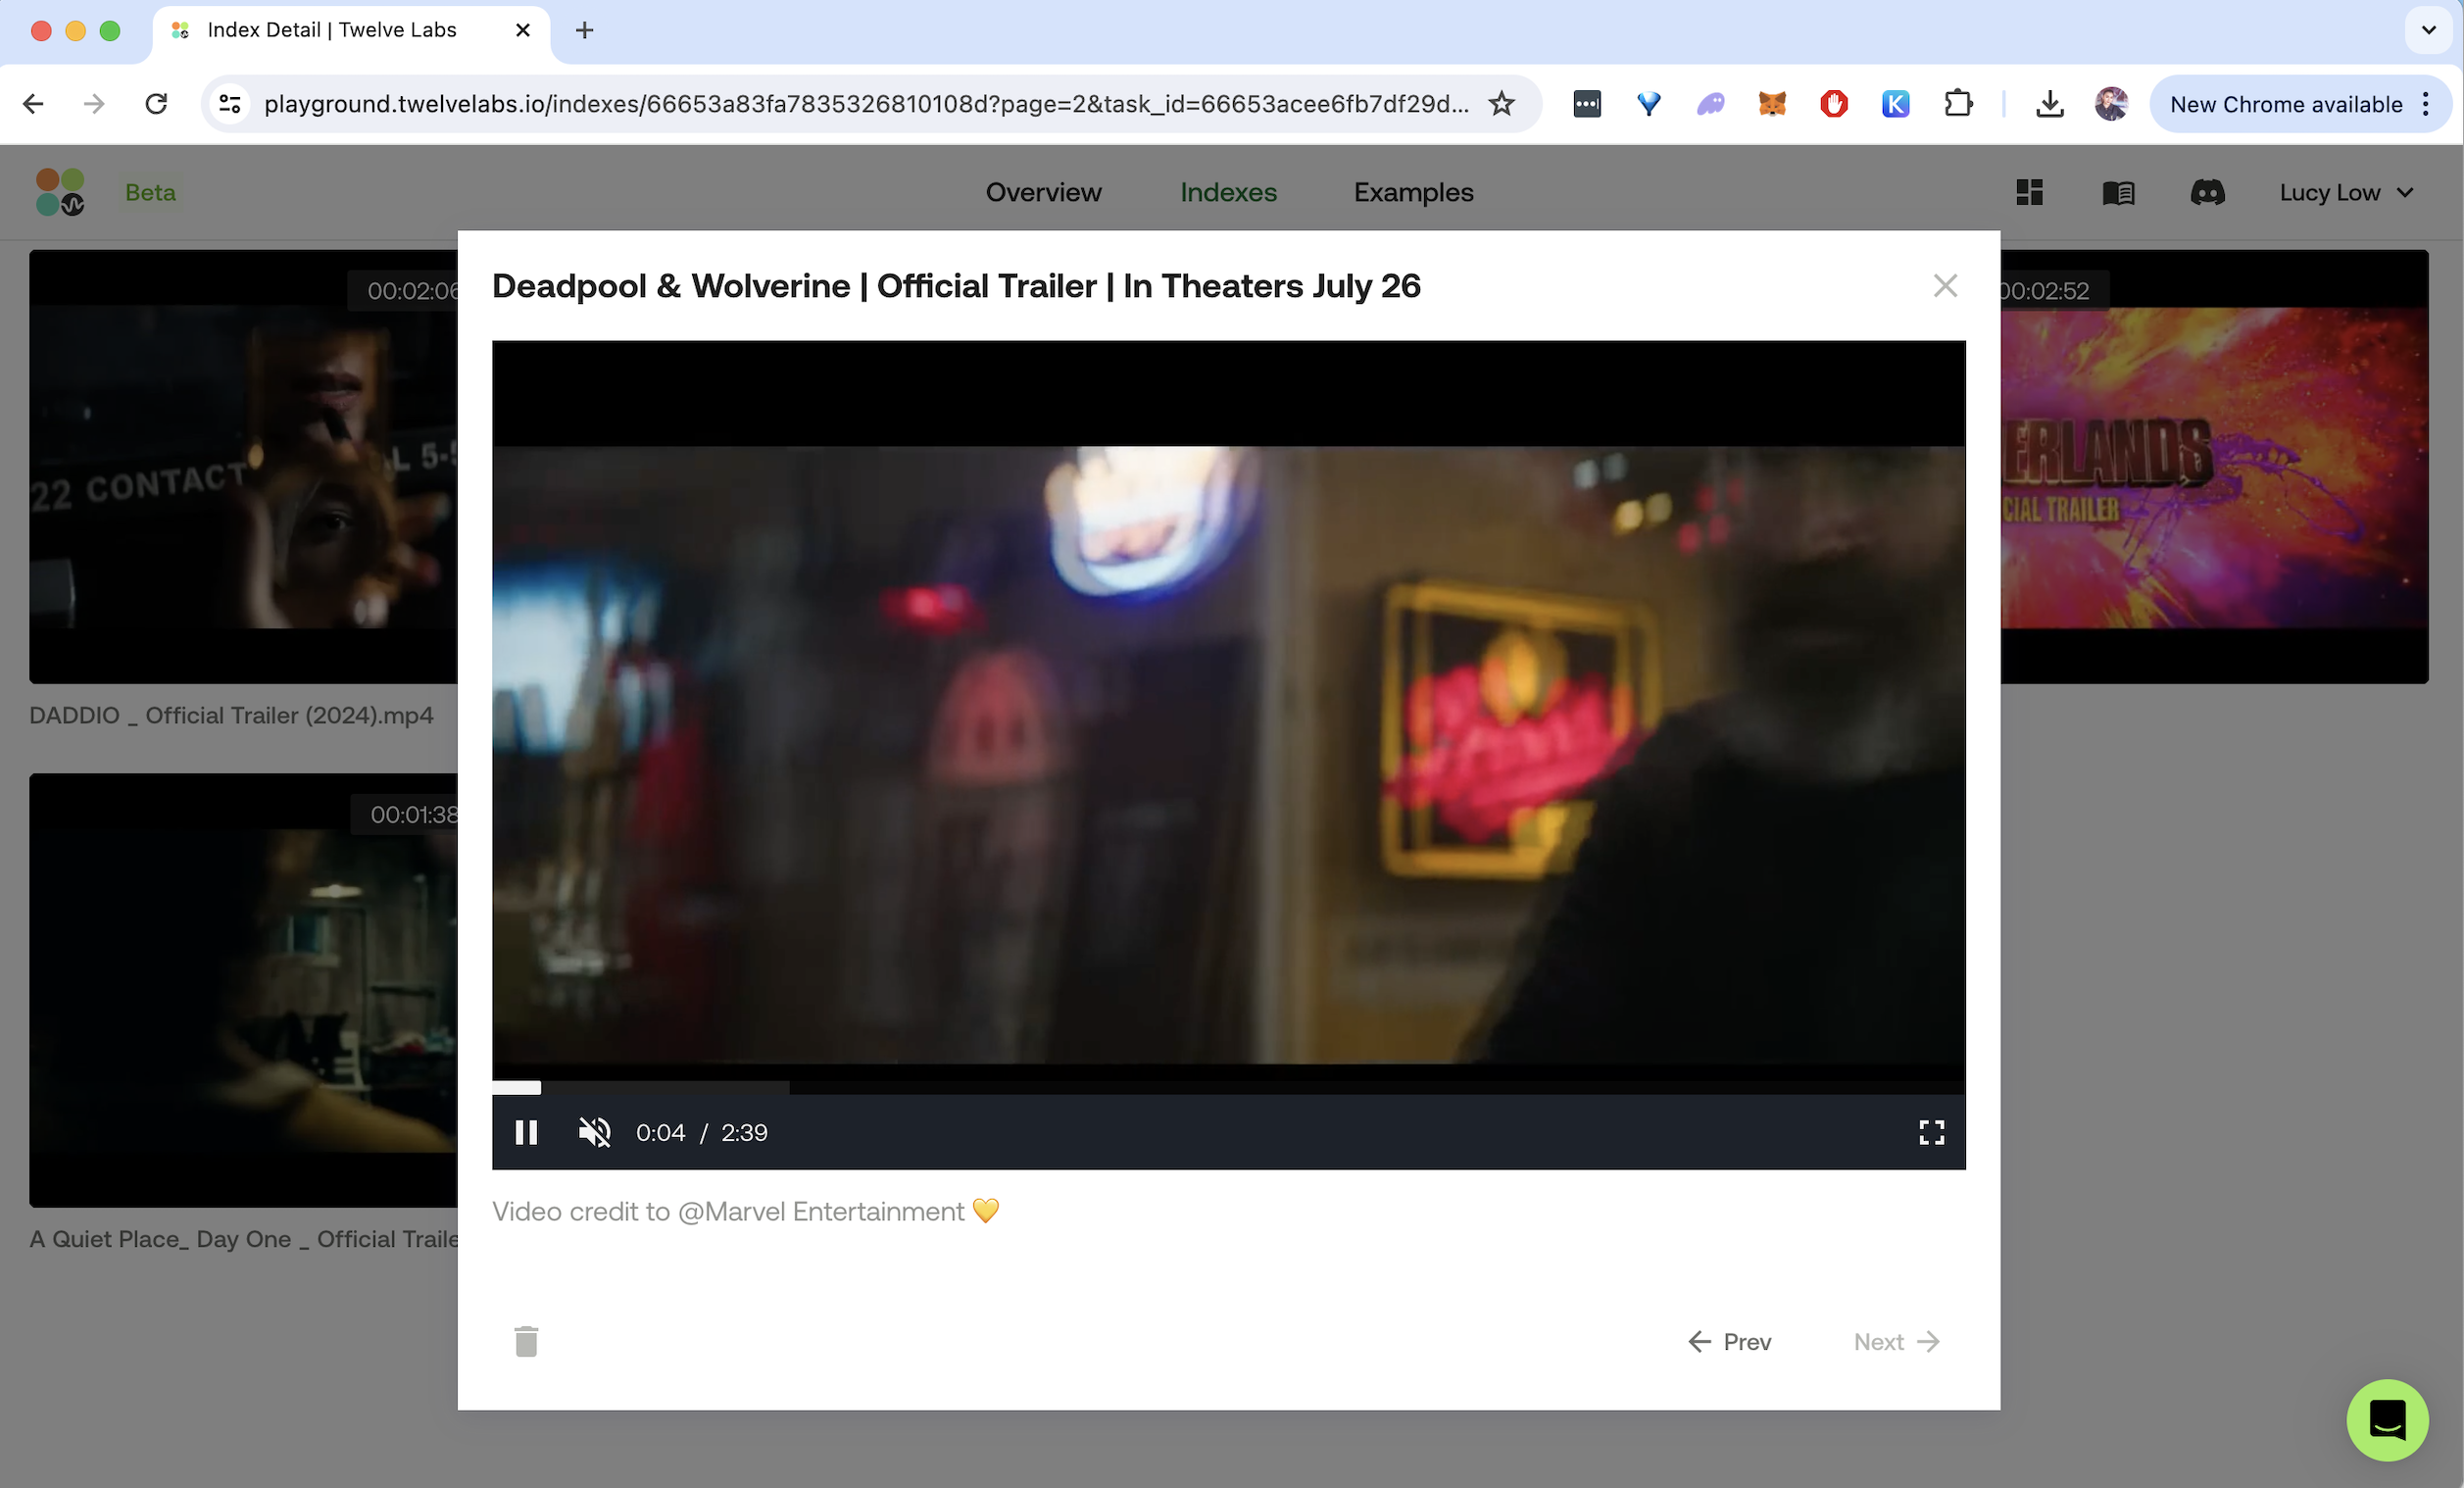 Index Detail | Twelve Labs
playground.twelvelabs.io/indexes/66653a83fa7835326810108d?page=2&task_id=66653acee6fb7df29d...
New Chrome available
Beta
Overview
Indexes
Examples
Lucy Low
00:02:06
22 CONTACT
L 5-
DADDIO _ Official Trailer (2024).mp4
00:01:38
A Quiet Place_ Day One _ Official Traile
Deadpool & Wolverine | Official Trailer | In Theaters July 26
0:04 / 2:39
Video credit to @Marvel Entertainment 💛
Prev
Next
00:02:52
ERLANDS
CIAL TRAILER